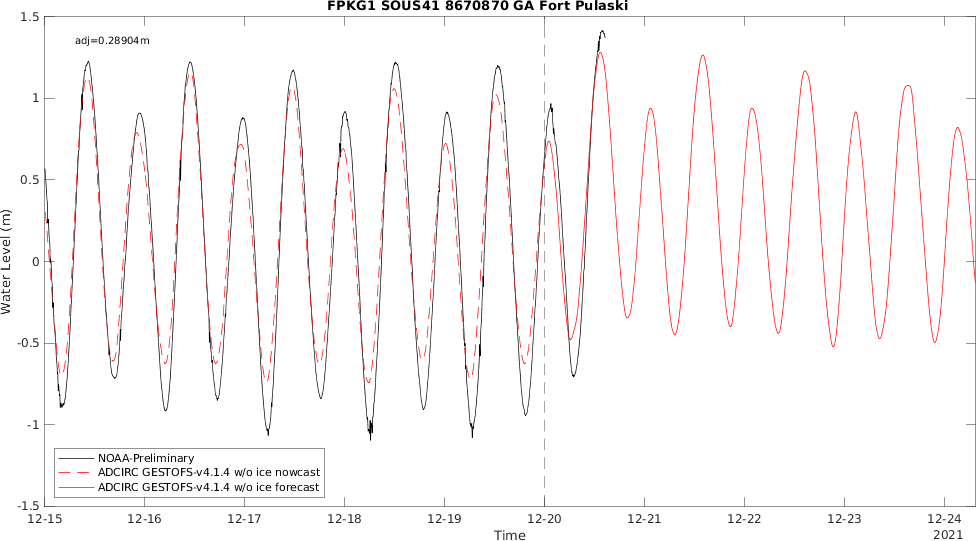 FPKG1 SOUS41 8670870 GA Fort Pulaski
adj=0.28904m
1.5
1
0.5
0
-0.5
-1
-1.5
Water Level (m)
NOAA-Preliminary
ADCIRC GESTOFS-v4.1.4 w/o ice nowcast
ADCIRC GESTOFS-v4.1.4 w/o ice forecast
12-15 12-16 12-17 12-18 12-19 12-20 12-21 12-22 12-23 12-24
Time 2021